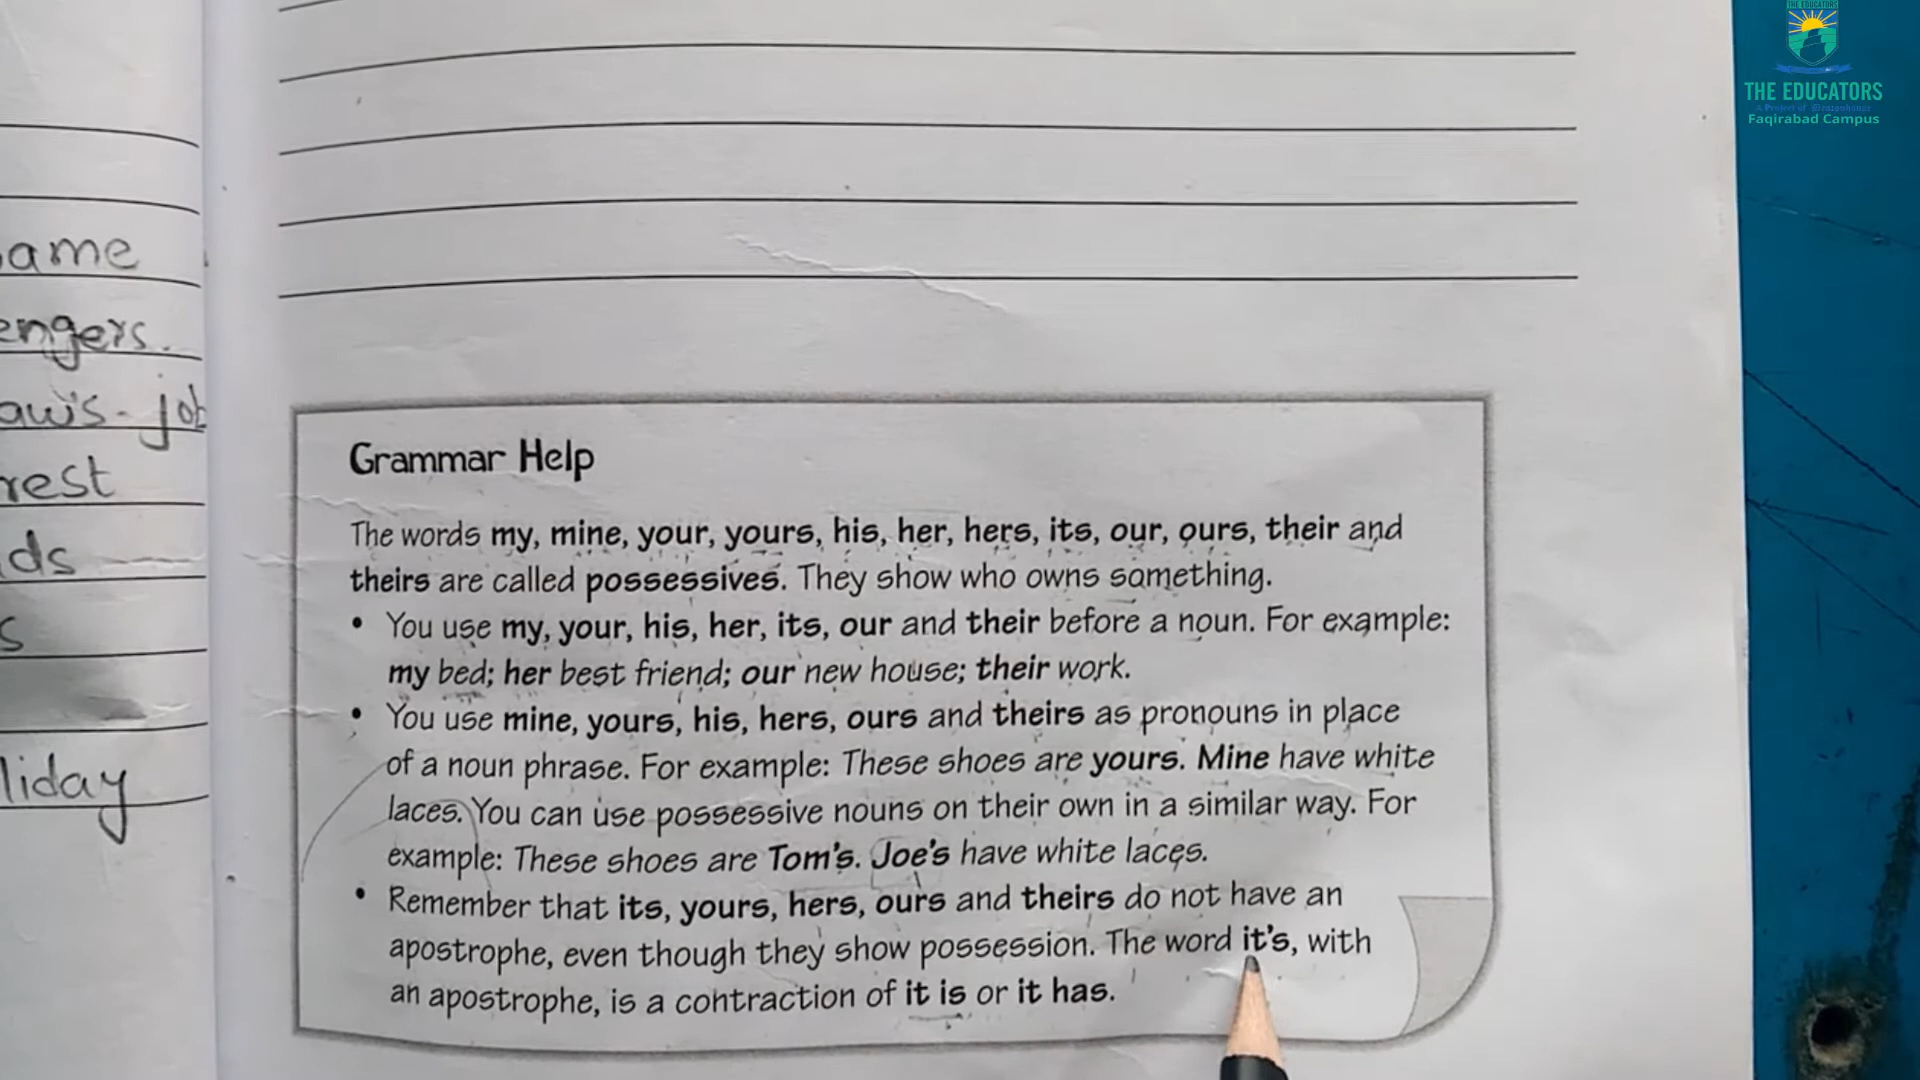 THE EDUCATORS
THE EDUCATORS
A Project of Beaconhouse
Faqirabad Campus
ame
engers.
aw's - job
rest
ds
s
liday
Grammar Help
The words my, mine, your, yours, his, her, hers, its, our, ours, their and
theirs are called possessives. They show who owns something.
• You use my, your, his, her, its, our and their before a noun. For example:
my bed; her best friend; our new house; their work.
• You use mine, yours, his, hers, ours and theirs as pronouns in place
of a noun phrase. For example: These shoes are yours. Mine have white
laces. You can use possessive nouns on their own in a similar way. For
example: These shoes are Tom's. Joe's have white laces.
• Remember that its, yours, hers, ours and theirs do not have an
apostrophe, even though they show possession. The word it's, with
an apostrophe, is a contraction of it is or it has.